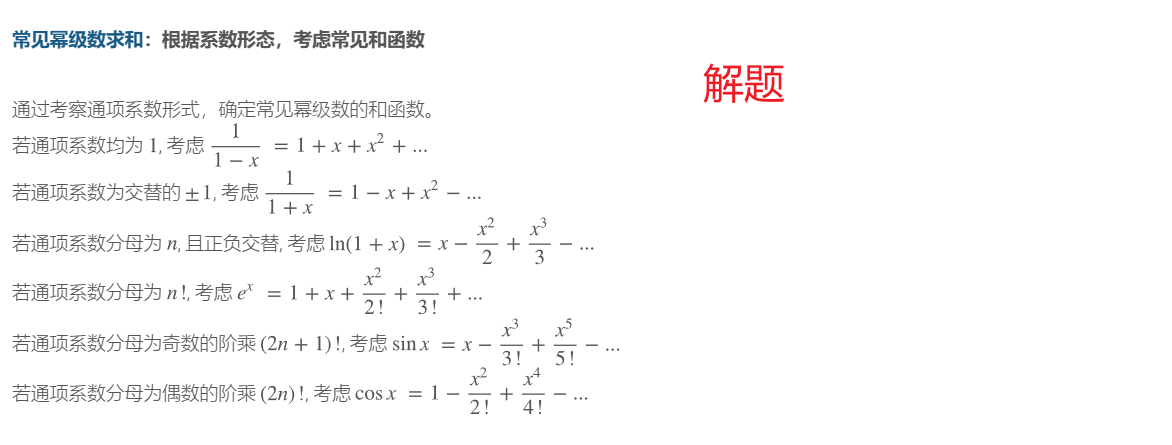 常见幂级数求和：根据系数形态，考虑常见和函数
解题
通过考察通项系数形式，确定常见幂级数的和函数。
若通项系数均为 1, 考虑 \frac{1}{1 − x} = 1 + x + x^2 + ...
若通项系数为交替的 ± 1, 考虑 \frac{1}{1 + x} = 1 − x + x^2 − ...
若通项系数分母为 n, 且正负交替, 考虑 ln(1 + x) = x − \frac{x^2}{2} + \frac{x^3}{3} − ...
若通项系数分母为 n!, 考虑 e^x = 1 + x + \frac{x^2}{2!} + \frac{x^3}{3!} + ...
若通项系数分母为奇数的阶乘 (2n + 1)!, 考虑 sin x = x − \frac{x^3}{3!} + \frac{x^5}{5!} − ...
若通项系数分母为偶数的阶乘 (2n)!, 考虑 cos x = 1 − \frac{x^2}{2!} + \frac{x^4}{4!} − ...